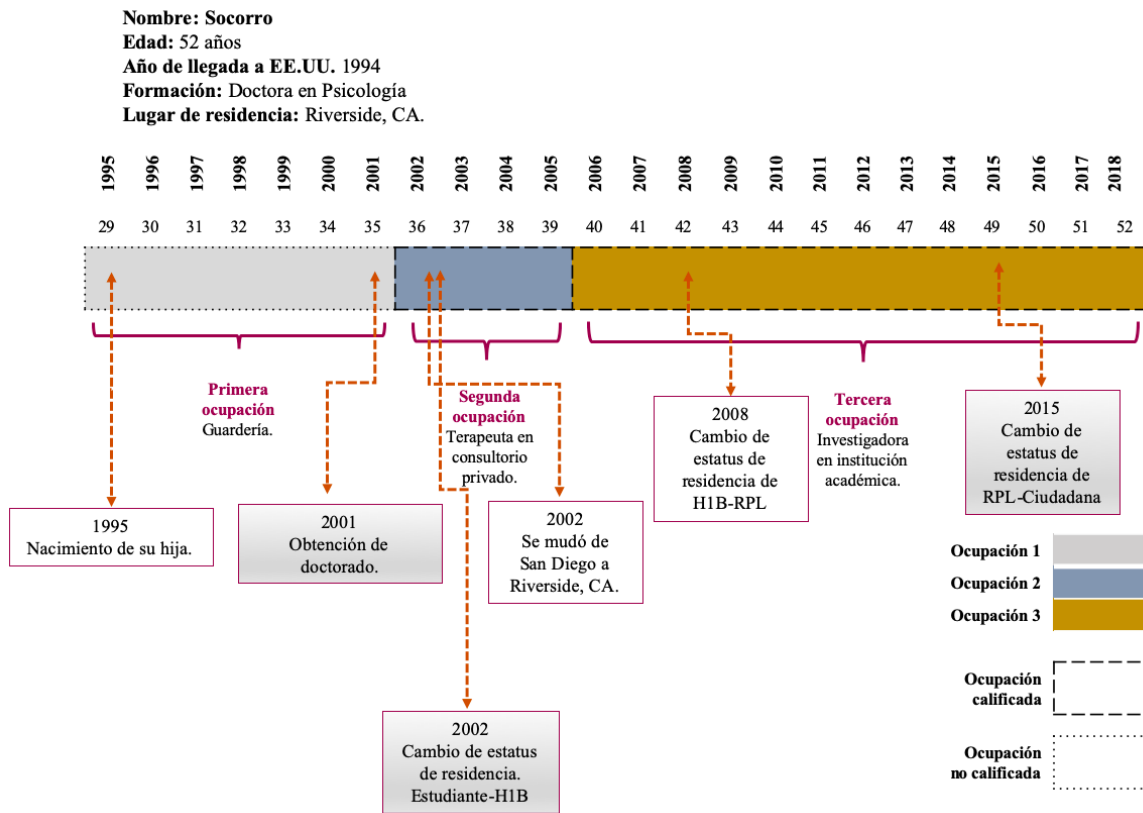 Nombre: Socorro
Edad: 52 años
Año de llegada a EE.UU. 1994
Formación: Doctora en Psicología
Lugar de residencia: Riverside, CA.
1995 1996 1997 1998 1999 2000 2001 2002 2003 2004 2005 2006 2007 2008 2009 2010 2011 2012 2013 2014 2015 2016 2017 2018
29 30 31 32 33 34 35 36 37 38 39 40 41 42 43 44 45 46 47 48 49 50 51 52
Primera
ocupación
Guardería.
Segunda
ocupación
Terapeuta en
consultorio
privado.
Tercera
ocupación
Investigadora
en institución
académica.
2008
Cambio de
estatus de
residencia de
H1B-RPL
2015
Cambio de
estatus de
residencia de
RPL-Ciudadana
1995
Nacimiento de su hija.
2001
Obtención de
doctorado.
2002
Se mudó de
San Diego a
Riverside, CA.
2002
Cambio de estatus
de residencia.
Estudiante-H1B
Ocupación 1
Ocupación 2
Ocupación 3
Ocupación
calificada
Ocupación
no calificada